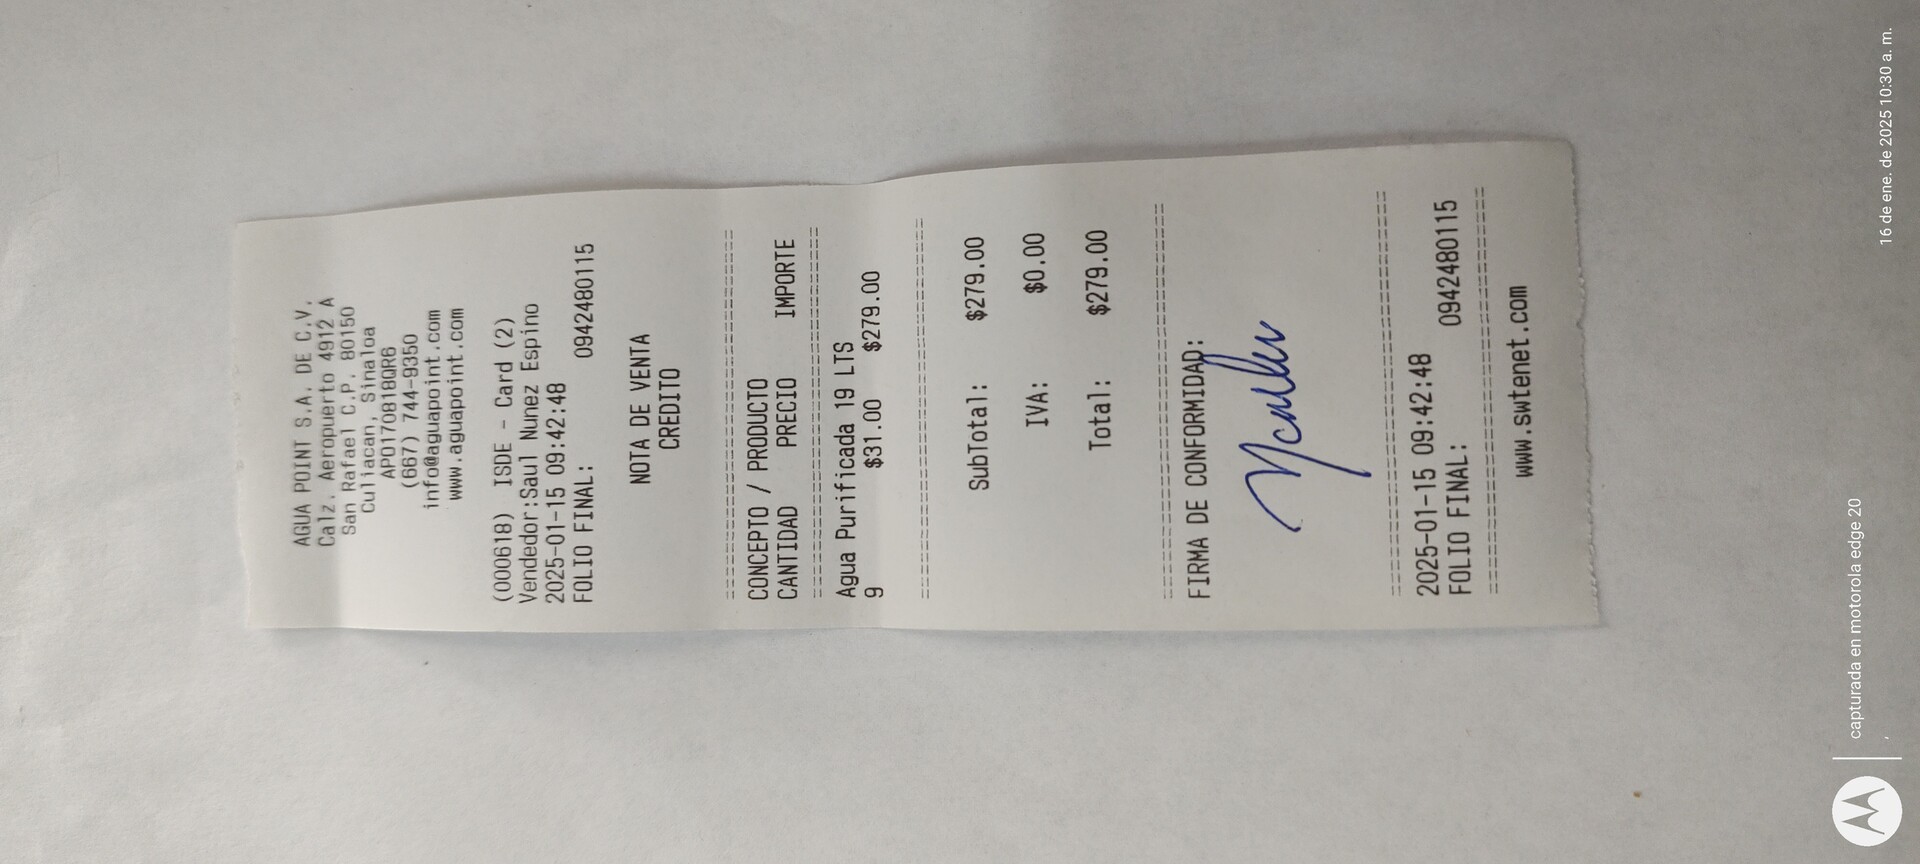 AGUA POINT S.A. DE C.V.
Calz. Aeropuerto 4912 A
San Rafael C.P. 80150
Culiacan, Sinaloa
APO170818QR6
(667) 744-9350
info@aguapoint.com
www.aguapoint.com
(000618) ISDE - Card (2)
Vendedor:Saul Nunez Espino
2025-01-15 09:42:48
FOLIO FINAL: 0942480115
NOTA DE VENTA
CREDITO
CONCEPTO / PRODUCTO
CANTIDAD PRECIO IMPORTE
Agua Purificada 19 LTS
9 $31.00 $279.00
SubTotal: $279.00
IVA: $0.00
Total: $279.00
FIRMA DE CONFORMIDAD:
2025-01-15 09:42:48
FOLIO FINAL: 0942480115
www.swtenet.com
capturada en motorola edge 20
16 de ene. de 2025 10:30 a. m.